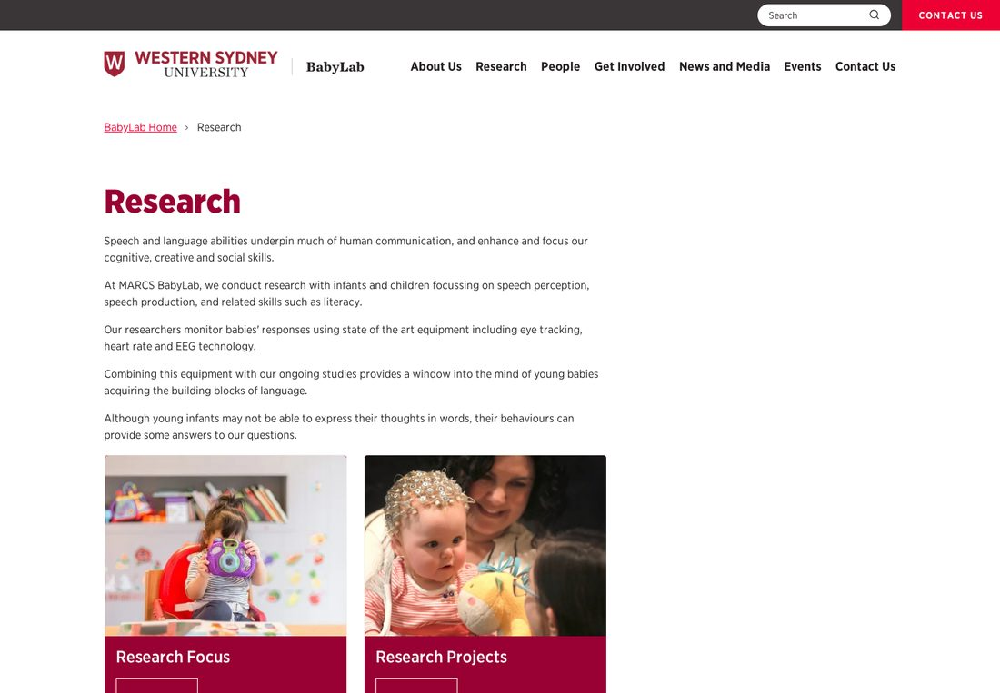 Search
CONTACT US
W
WESTERN SYDNEY
UNIVERSITY
BabyLab
About Us
Research
People
Get Involved
News and Media
Events
Contact Us
BabyLab Home › Research
Research
Speech and language abilities underpin much of human communication, and enhance and focus our
cognitive, creative and social skills.
At MARCS BabyLab, we conduct research with infants and children focussing on speech perception,
speech production, and related skills such as literacy.
Our researchers monitor babies' responses using state of the art equipment including eye tracking,
heart rate and EEG technology.
Combining this equipment with our ongoing studies provides a window into the mind of young babies
acquiring the building blocks of language.
Although young infants may not be able to express their thoughts in words, their behaviours can
provide some answers to our questions.
Research Focus
Research Projects